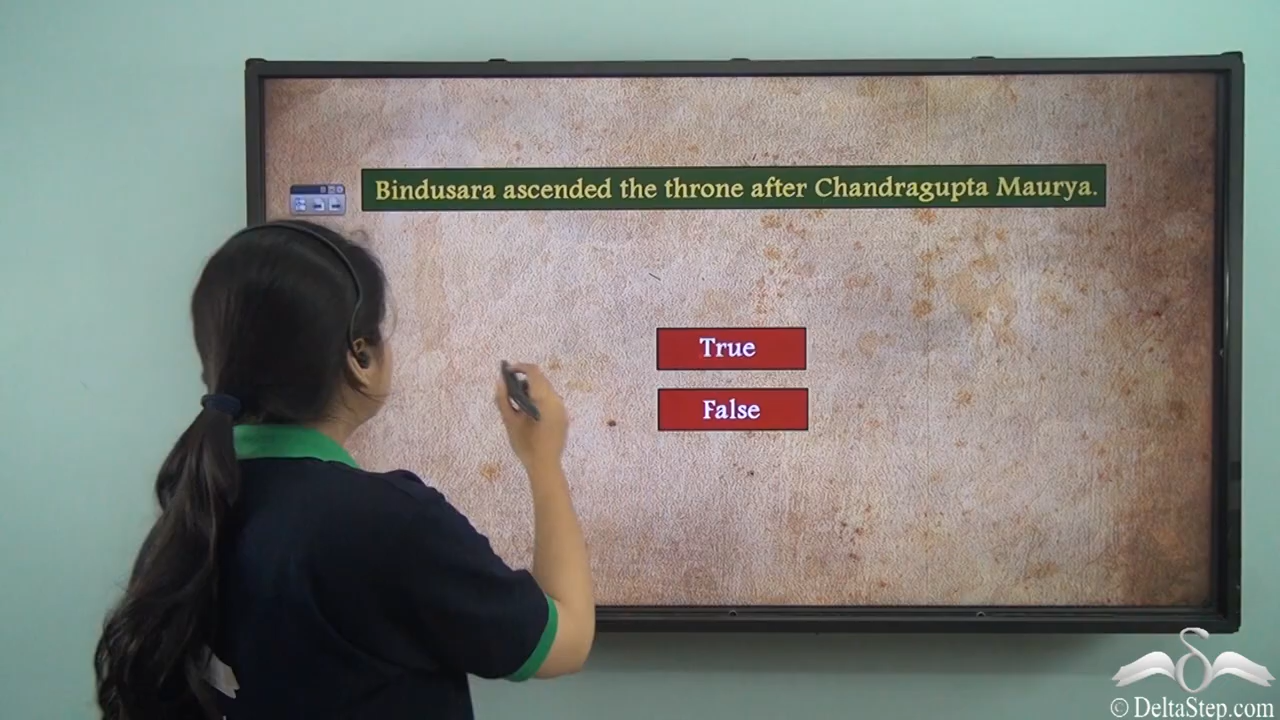 Bindusara ascended the throne after Chandragupta Maurya.
True
False
© DeltaStep.com